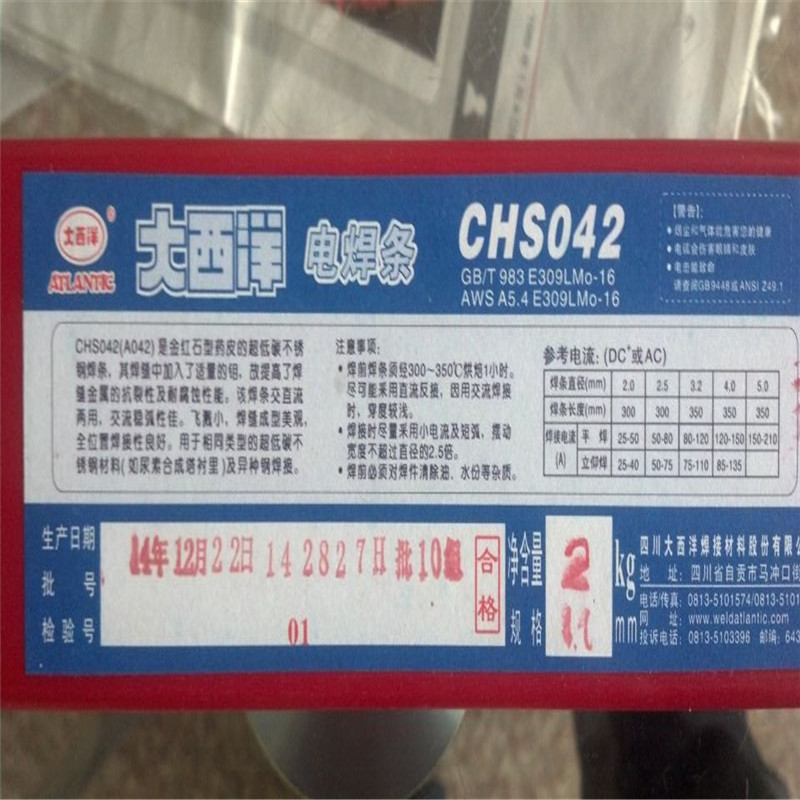 大西洋
®
ATLANTIC
大西洋 电焊条
CHS042
GB/T 983 E309LMo-16
AWS A5.4 E309LMo-16
【警告】:
● 烟尘和气体能危害您的健康
● 电弧会伤害眼睛和皮肤
● 电击能致命
请查阅GB9448或ANSI Z49.1
CHS042(A042)是金红石型药皮的超低碳不锈
钢焊条,其焊缝中加入了适量的钼,故提高了焊
缝金属的抗裂性及耐腐蚀性能。该焊条交直流
两用,交流稳弧性佳。飞溅小,焊缝成型美观,
全位置焊接性良好。用于相同类型的超低碳不
锈钢材料(如尿素合成塔衬里)及异种钢焊接。
注意事项:
● 焊前焊条须经300~350℃烘焙1小时。
尽可能采用直流反接,因用交流焊接
时,穿度较浅。
● 焊接时尽量采用小电流及短弧,摆动
宽度不超过直径的2.5倍。
● 焊前必须对焊件清除油、水份等杂质。
参考电流:(DC⁺或AC)
焊条直径(mm) 2.0 2.5 3.2 4.0 5.0
焊条长度(mm) 300 300 350 350 350
焊接电流(A) 平焊 25-50 50-80 80-120 120-150 150-210
立仰焊 25-40 50-75 75-110 85-135
生产日期
批 号
检验号
14年12月22日 142827H 批10组
01
合格
净含量 2 kg
规格 mm
四川大西洋焊接材料股份有限
地 址:四川省自贡市马冲口街
电话/传真:0813-5101574/0813-5101
网址:www.weldatlantic.com
投诉电话:0813-5103396 邮编:643